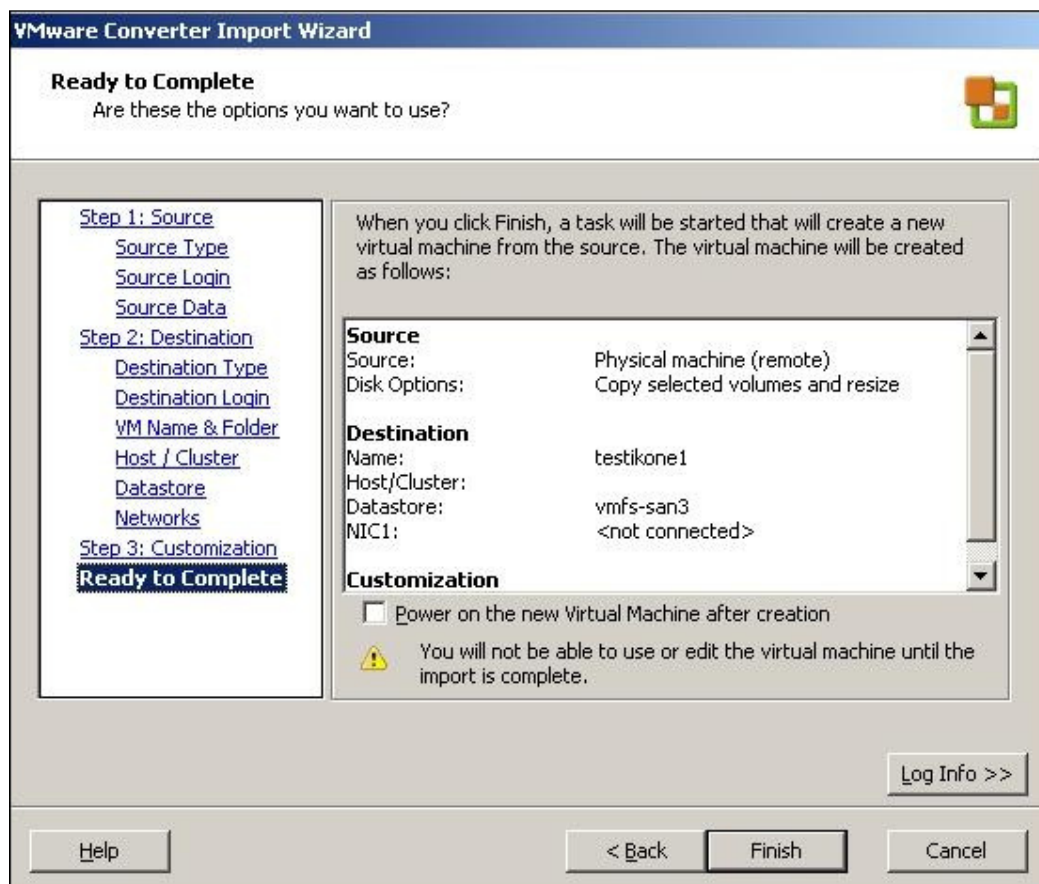 VMware Converter Import Wizard
Ready to Complete
Are these the options you want to use?
Step 1: Source
Source Type
Source Login
Source Data
Step 2: Destination
Destination Type
Destination Login
VM Name & Folder
Host / Cluster
Datastore
Networks
Step 3: Customization
Ready to Complete
When you click Finish, a task will be started that will create a new
virtual machine from the source. The virtual machine will be created
as follows:
Source
Source: Physical machine (remote)
Disk Options: Copy selected volumes and resize
Destination
Name: testikone1
Host/Cluster:
Datastore: vmfs-san3
NIC1: <not connected>
Customization
Power on the new Virtual Machine after creation
You will not be able to use or edit the virtual machine until the
import is complete.
Log Info >>
Help
< Back
Finish
Cancel